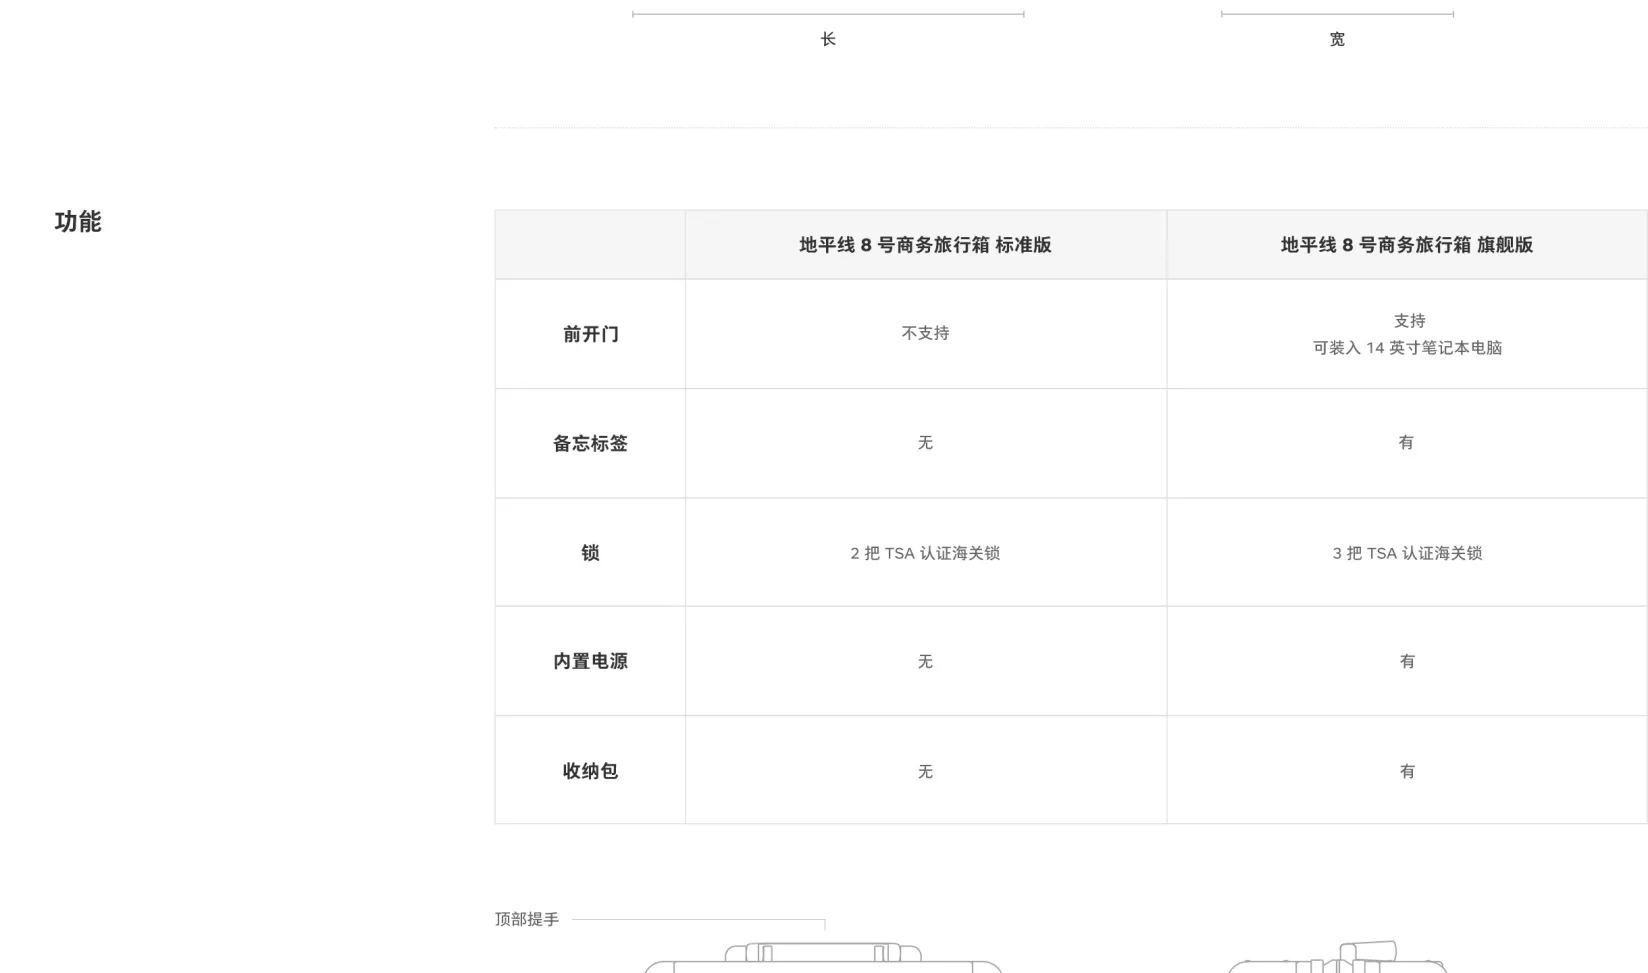 长
宽
功能
地平线 8 号商务旅行箱 标准版
地平线 8 号商务旅行箱 旗舰版
前开门
不支持
支持
可装入 14 英寸笔记本电脑
备忘标签
无
有
锁
2 把 TSA 认证海关锁
3 把 TSA 认证海关锁
内置电源
无
有
收纳包
无
有
顶部提手